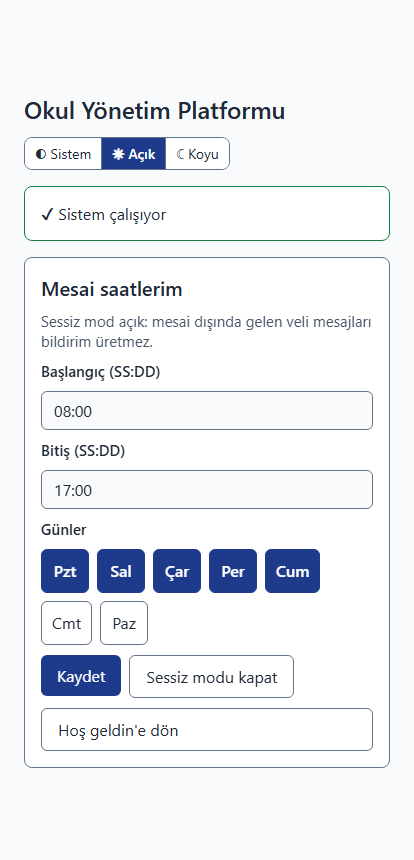 Okul Yönetim Platformu
Sistem Açık Koyu
✓ Sistem çalışıyor
Mesai saatlerim
Sessiz mod açık: mesai dışında gelen veli mesajları
bildirim üretmez.
Başlangıç (SS:DD)
08:00
Bitiş (SS:DD)
17:00
Günler
Pzt Sal Çar Per Cum
Cmt Paz
Kaydet Sessiz modu kapat
Hoş geldin'e dön